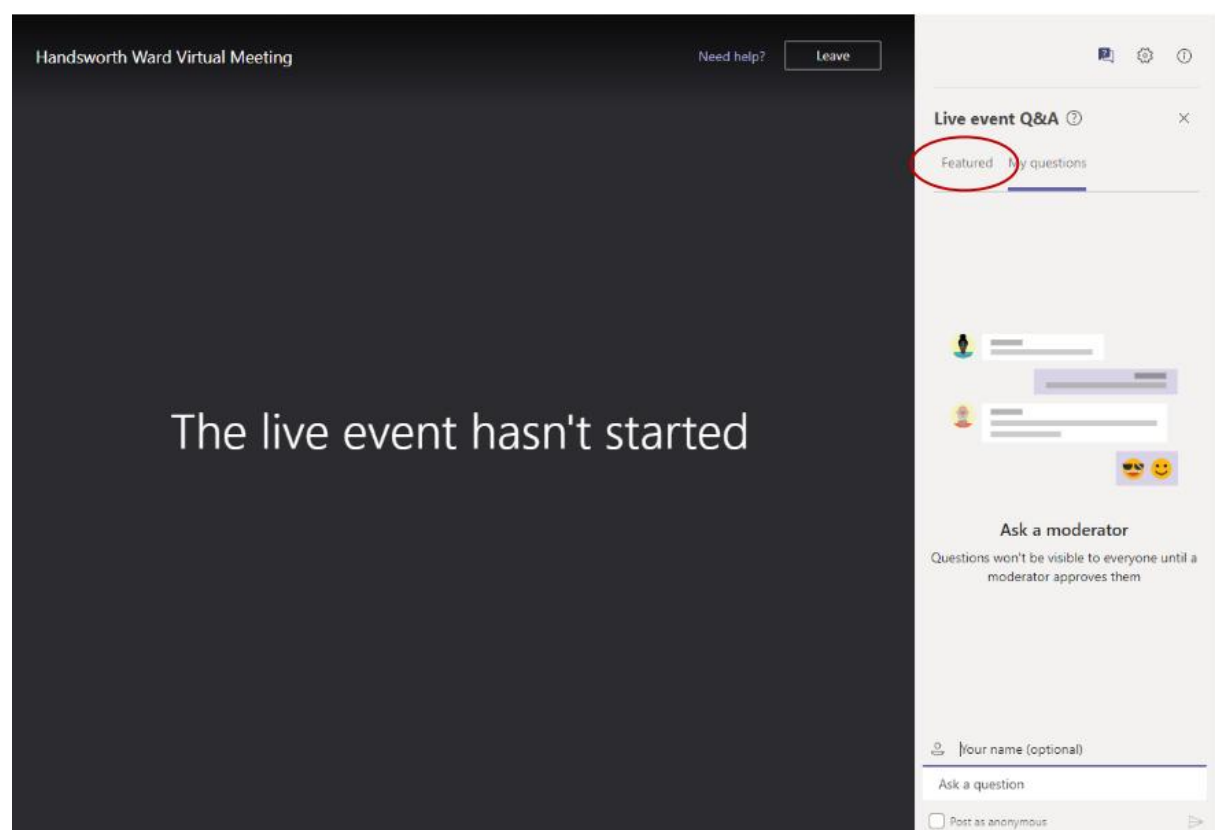 Handsworth Ward Virtual Meeting
Need help?
Leave
Live event Q&A
Featured
My questions
The live event hasn't started
Ask a moderator
Questions won't be visible to everyone until a
moderator approves them
Your name (optional)
Ask a question
Post as anonymous